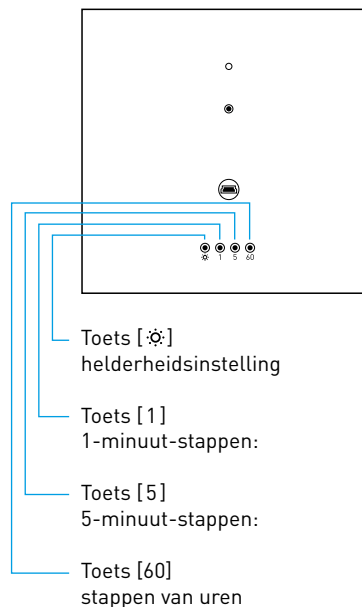 1 5 60
Toets [☼]
helderheidsinstelling
Toets [1]
1-minuut-stappen:
Toets [5]
5-minuut-stappen:
Toets [60]
stappen van uren